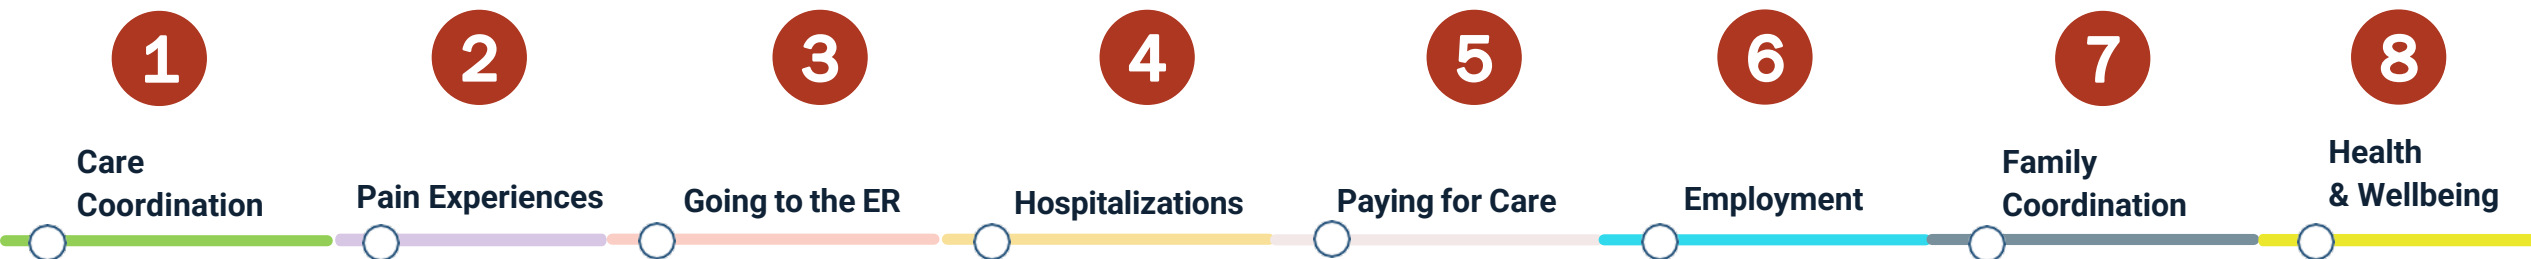 1
2
3
4
5
6
7
8
Care
Coordination
Pain Experiences
Going to the ER
Hospitalizations
Paying for Care
Employment
Family
Coordination
Health
& Wellbeing